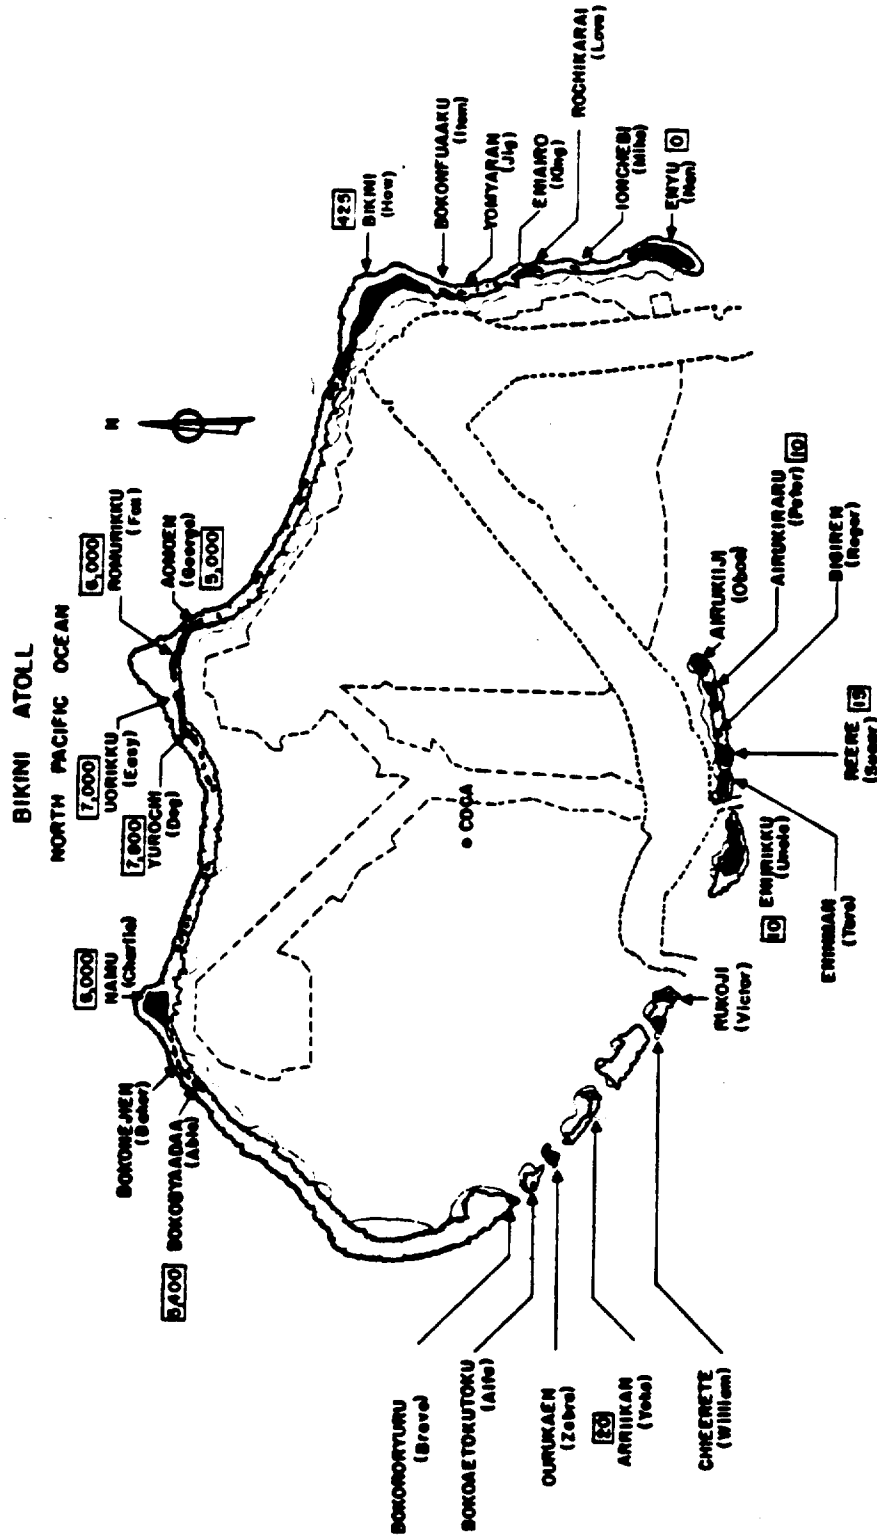 BIKINI ATOLL
NORTH PACIFIC OCEAN
N
BOKONEJIEN
(Baker)
5,400 BOKOBYAADAA
(Able)
6,000
NAMU
(Charlie)
7,800
YUROCHI
(Dog)
7,000
UORIKKU
(Easy)
6,000
ROMURIKKU
(Fox)
AOMOEN
(George)
5,000
425
BIKINI
(How)
BOKONFUAAKU
(Item)
YOMYARAN
(Jig)
ENIAIRO
(King)
ROCHIKARAI
(Love)
IONCHEBI
(Mike)
ENYU 0
(Nan)
COCA
BOKORORYURU
(Bravo)
BOKOAETOKUTOKU
(Alfa)
OURUKAEN
(Zebra)
20
ARRIIKAN
(Yoke)
CHIEERETE
(William)
RUKOJI
(Victor)
10 ENIRIKKU
(Uncle)
ENINMAN
(Tare)
REERE 15
(Sugar)
BIGIREN
(Roger)
AIRUKIRARU
(Peter) 10
AIRUKIIJI
(Oboe)